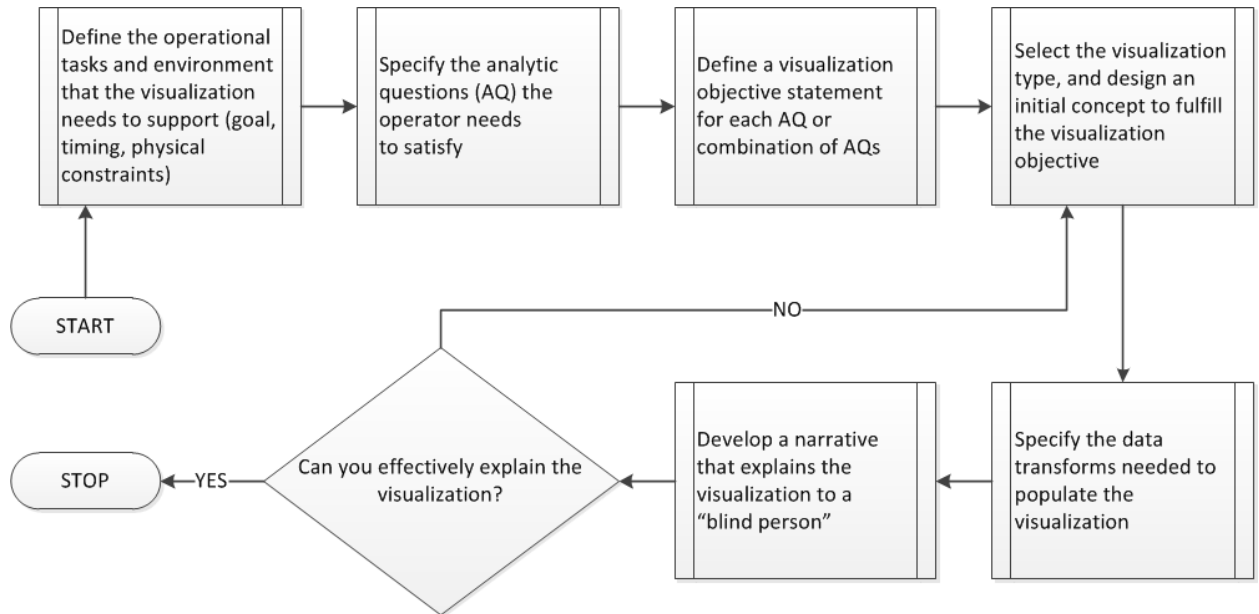 Define the operational
tasks and environment
that the visualization
needs to support (goal,
timing, physical
constraints)
Specify the analytic
questions (AQ) the
operator needs
to satisfy
Define a visualization
objective statement
for each AQ or
combination of AQs
Select the visualization
type, and design an
initial concept to fulfill
the visualization
objective
START
NO
STOP
YES
Can you effectively explain the
visualization?
Develop a narrative
that explains the
visualization to a
“blind person”
Specify the data
transforms needed to
populate the
visualization